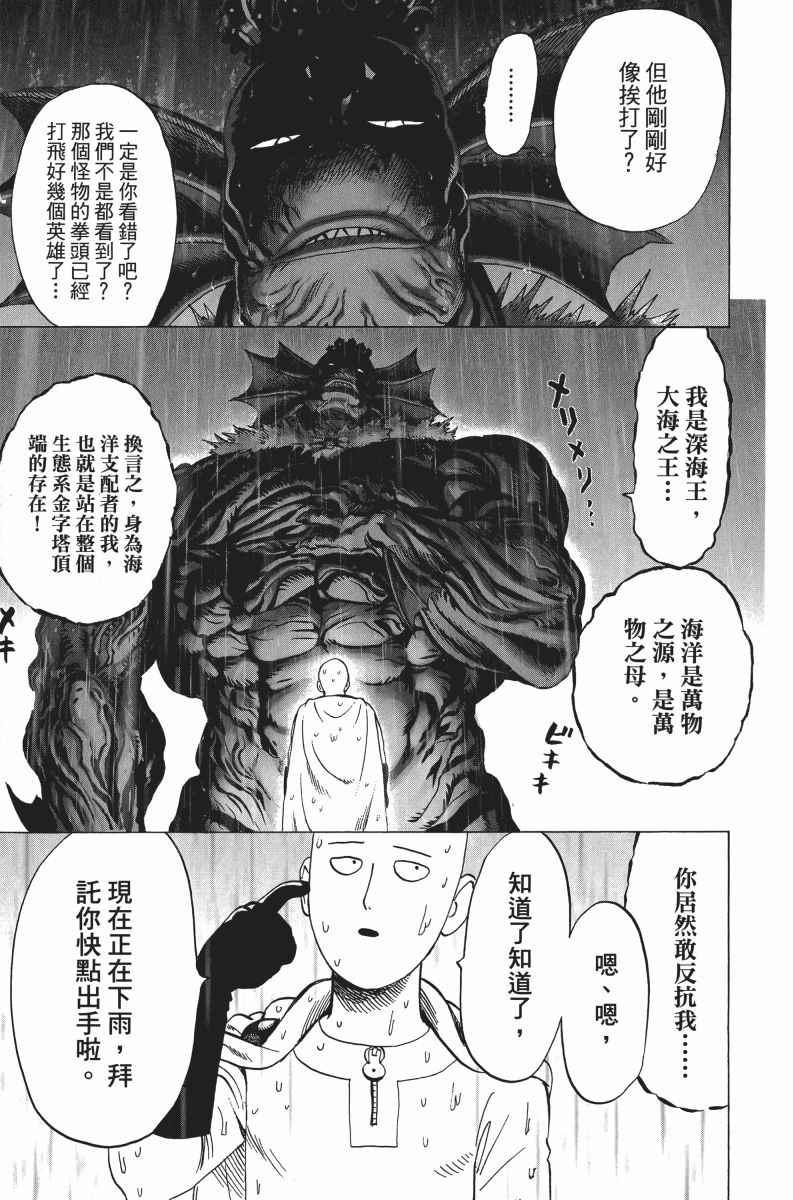 但他剛剛好
像挨打了?
⋯⋯⋯
一定是你看錯了吧?
我們不是都看到了?
那個怪物的拳頭已經
打飛好幾個英雄了⋯
我是深海王，
大海之王⋯
メリメリ⋯
海洋是萬物
之源，是萬
物之母。
換言之，身為海
洋支配者的我，
也就是站在整個
生態系金字塔頂
端的存在！
ビキキ
メキ
你居然敢反抗我⋯⋯
嗯、嗯，
知道了知道了，
現在正在下雨，拜
託你快點出手啦。